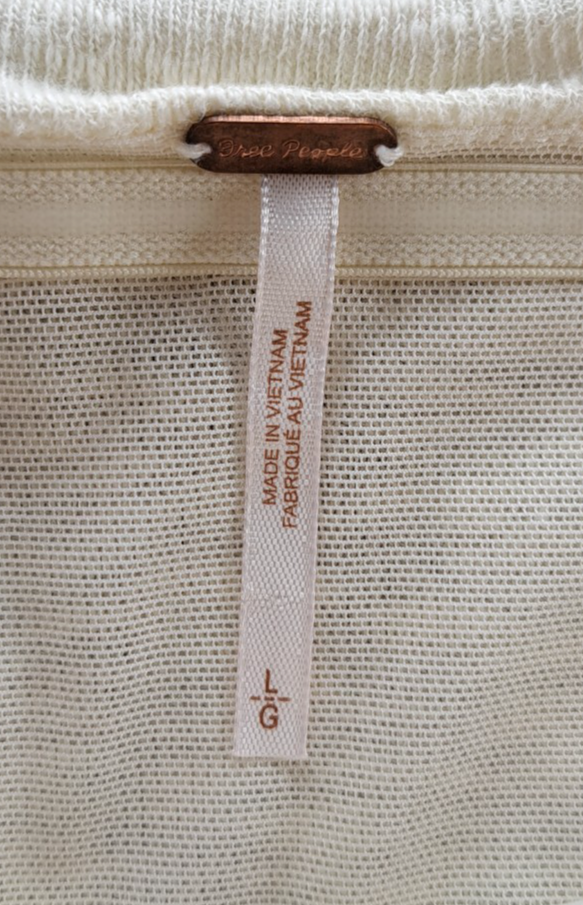 Free People
MADE IN VIETNAM
FABRIQUÉ AU VIETNAM
L
G